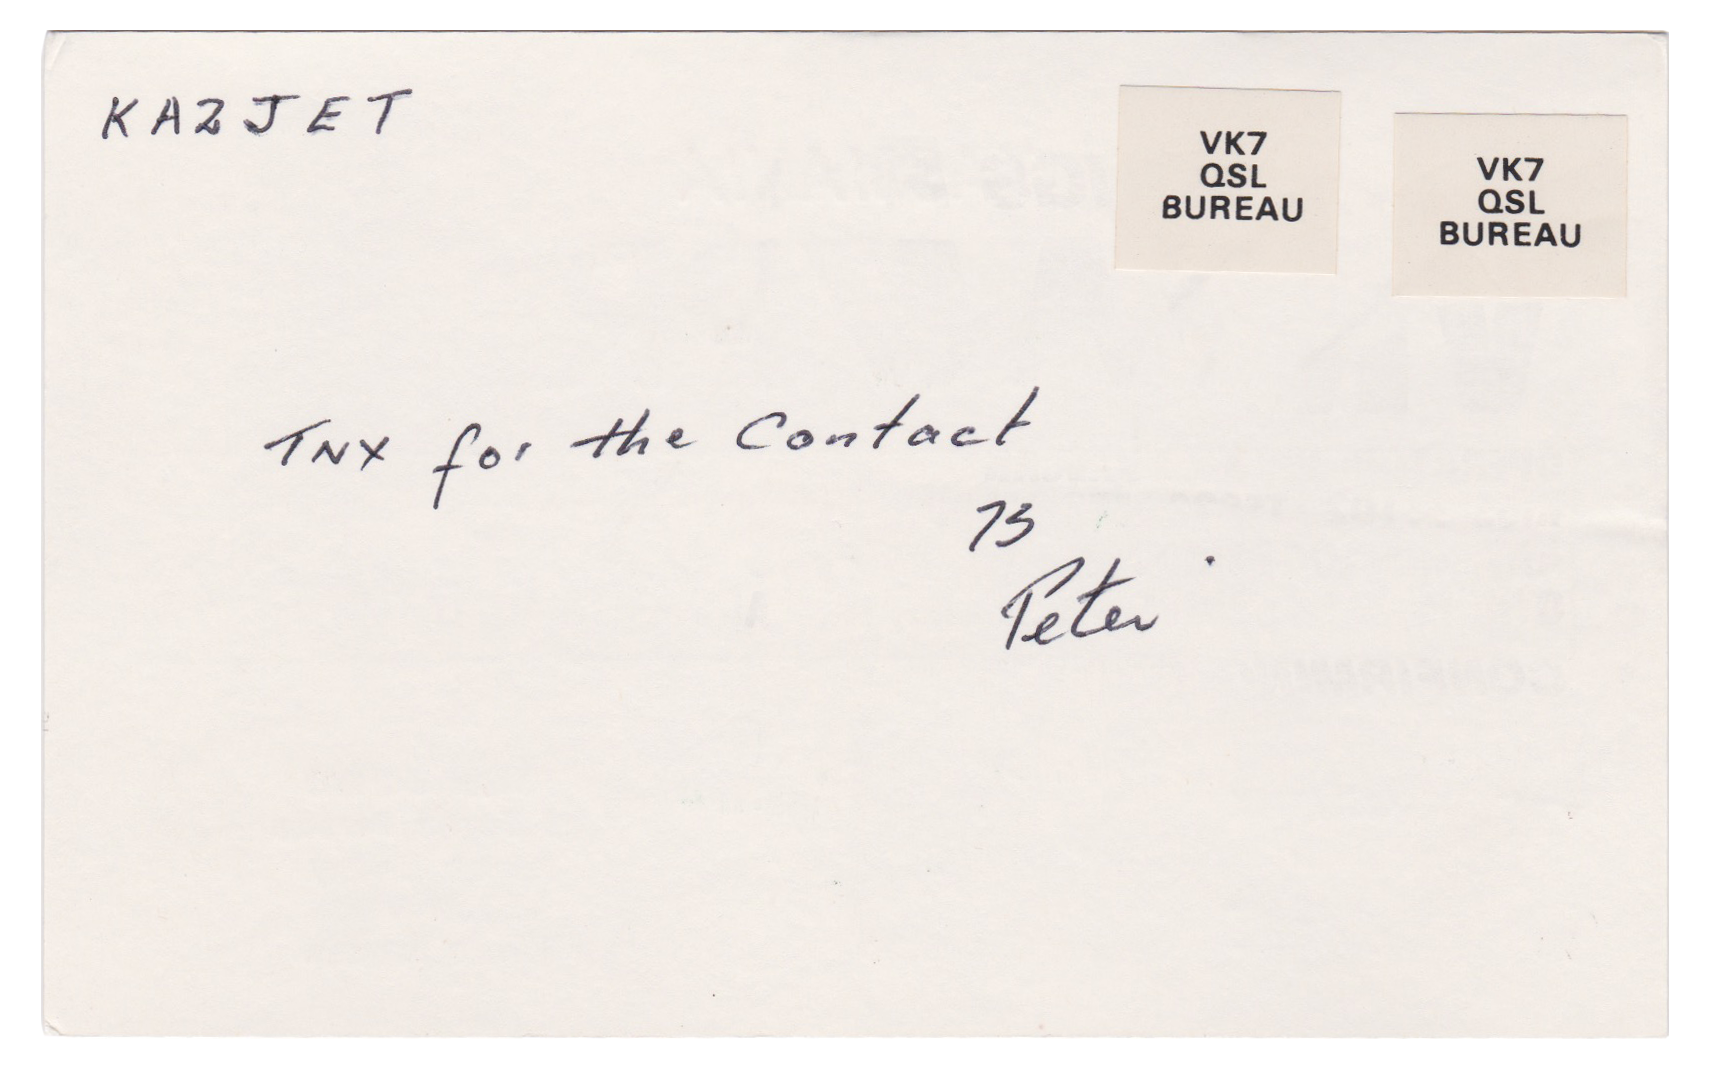 KA2JET
VK7
QSL
BUREAU
VK7
QSL
BUREAU
TNX for the Contact
73
Peter